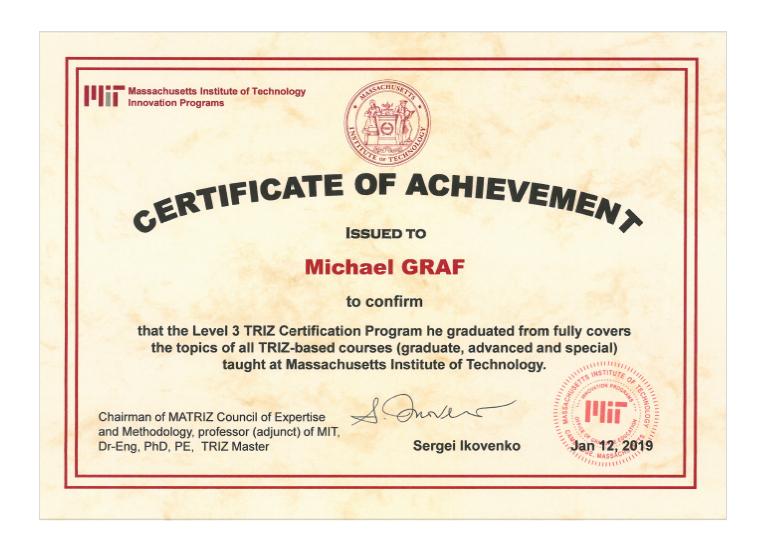 MIT Massachusetts Institute of Technology
Innovation Programs
MASSACHUSETTS INSTITUTE OF TECHNOLOGY
CERTIFICATE OF ACHIEVEMENT
ISSUED TO
Michael GRAF
to confirm
that the Level 3 TRIZ Certification Program he graduated from fully covers
the topics of all TRIZ-based courses (graduate, advanced and special)
taught at Massachusetts Institute of Technology.
MASSACHUSETTS INSTITUTE OF TECHNOLOGY
INNOVATION PROGRAMS
MIT
Chairman of MATRIZ Council of Expertise
and Methodology, professor (adjunct) of MIT,
Dr-Eng, PhD, PE, TRIZ Master
Sergei Ikovenko
Jan 12, 2019